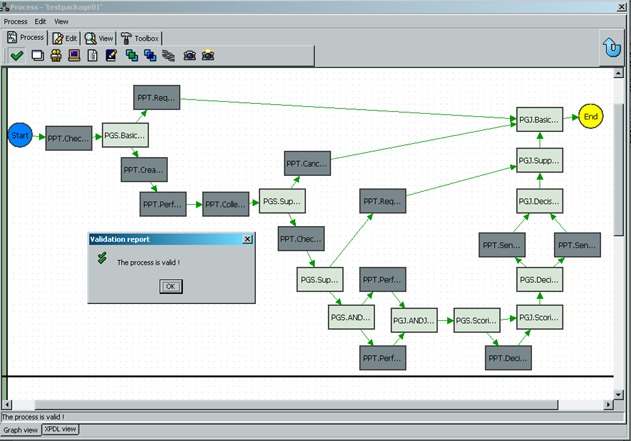 Process - "testpackage01"
Process Edit View
Process Edit View Toolbox
PPT.Req...
Start
PPT.Chec...
PGS.Basic...
PGJ.Basic...
End
PPT.Crea...
PPT.Canc...
PGJ.Supp...
PPT.Perf...
PPT.Colle...
PGS.Sup...
PPT.Req...
PGJ.Decis...
PPT.Chec...
PPT.Sen...
PPT.Sen...
Validation report
The process is valid !
OK
PGS.Sup...
PPT.Perf...
PGS.Deci...
PGS.AND...
PGJ.ANDJ...
PGS.Scori...
PGJ.Scori...
PPT.Perf...
PPT.Deci...
The process is valid !
Graph view XPDL view